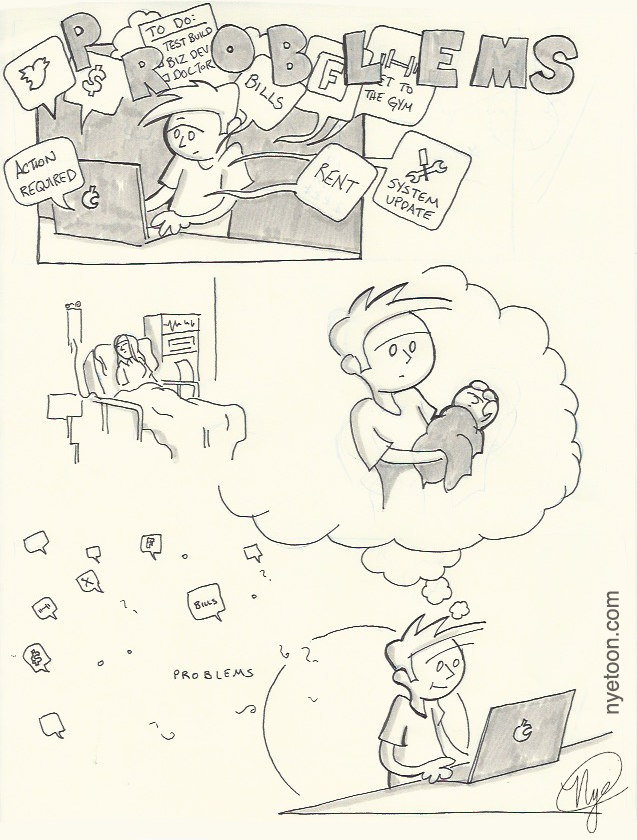 PROBLEMS
TO DO:
TEST BUILD
BIZ DEV
DOCTOR
$
BILLS
F
ET TO
THE GYM
ACTION
REQUIRED
RENT
SYSTEM
UPDATE
F
X
BILLS
$
PROBLEMS
nyetoon.com
Nye